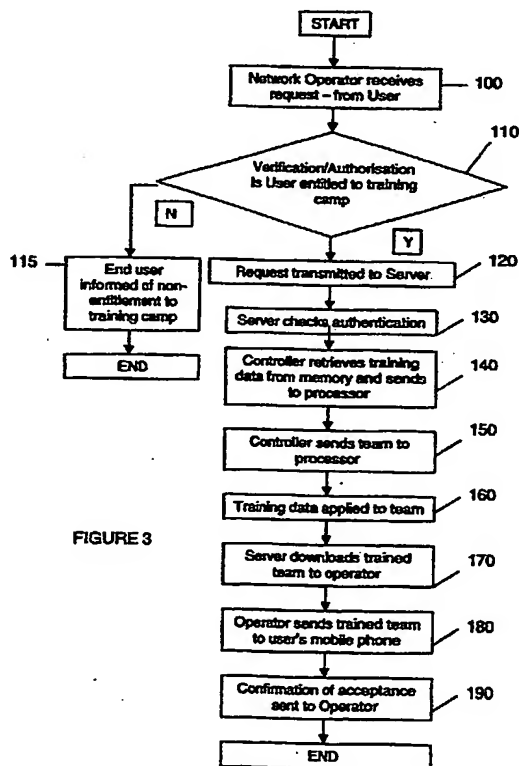 START
Network Operator receives
request – from User
100
110
Verification/Authorisation
Is User entitled to training
camp
N
Y
115
End user
informed of non-
entitlement to
training camp
END
Request transmitted to Server.
120
Server checks authentication
130
Controller retrieves training
data from memory and sends
to processor
140
Controller sends team to
processor
150
Training data applied to team
160
FIGURE 3
Server downloads trained
team to operator
170
Operator sends trained team
to user's mobile phone
180
Confirmation of acceptance
sent to Operator
190
END